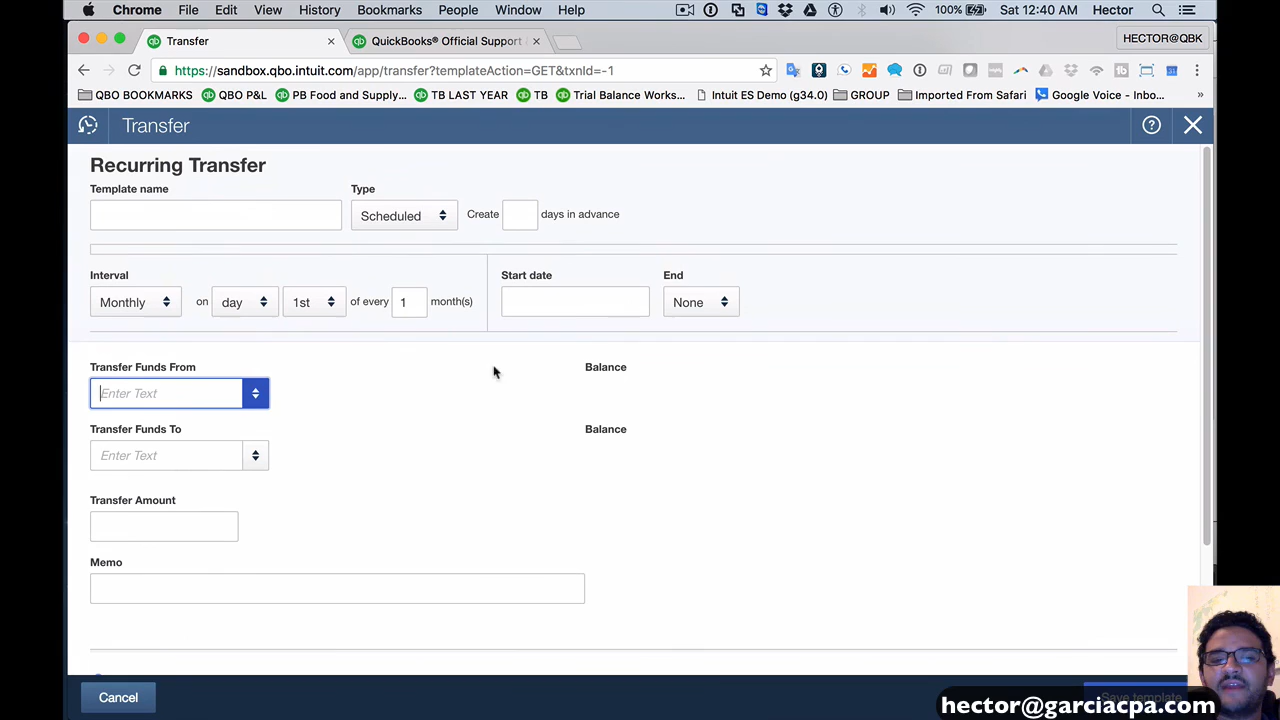 Chrome File Edit View History Bookmarks People Window Help 100% Sat 12:40 AM Hector
Transfer QuickBooks® Official Support HECTOR@QBK
https://sandbox.qbo.intuit.com/app/transfer?templateAction=GET&txnId=-1
QBO BOOKMARKS QBO P&L PB Food and Supply... TB LAST YEAR TB Trial Balance Works... Intuit ES Demo (g34.0) GROUP Imported From Safari Google Voice - Inbo... »
Transfer
Recurring Transfer
Template name Type
Scheduled Create days in advance
Interval Start date End
Monthly on day 1st of every 1 month(s) None
Transfer Funds From Balance
Enter Text
Transfer Funds To Balance
Enter Text
Transfer Amount
Memo
Cancel Save template
hector@garciacpa.com